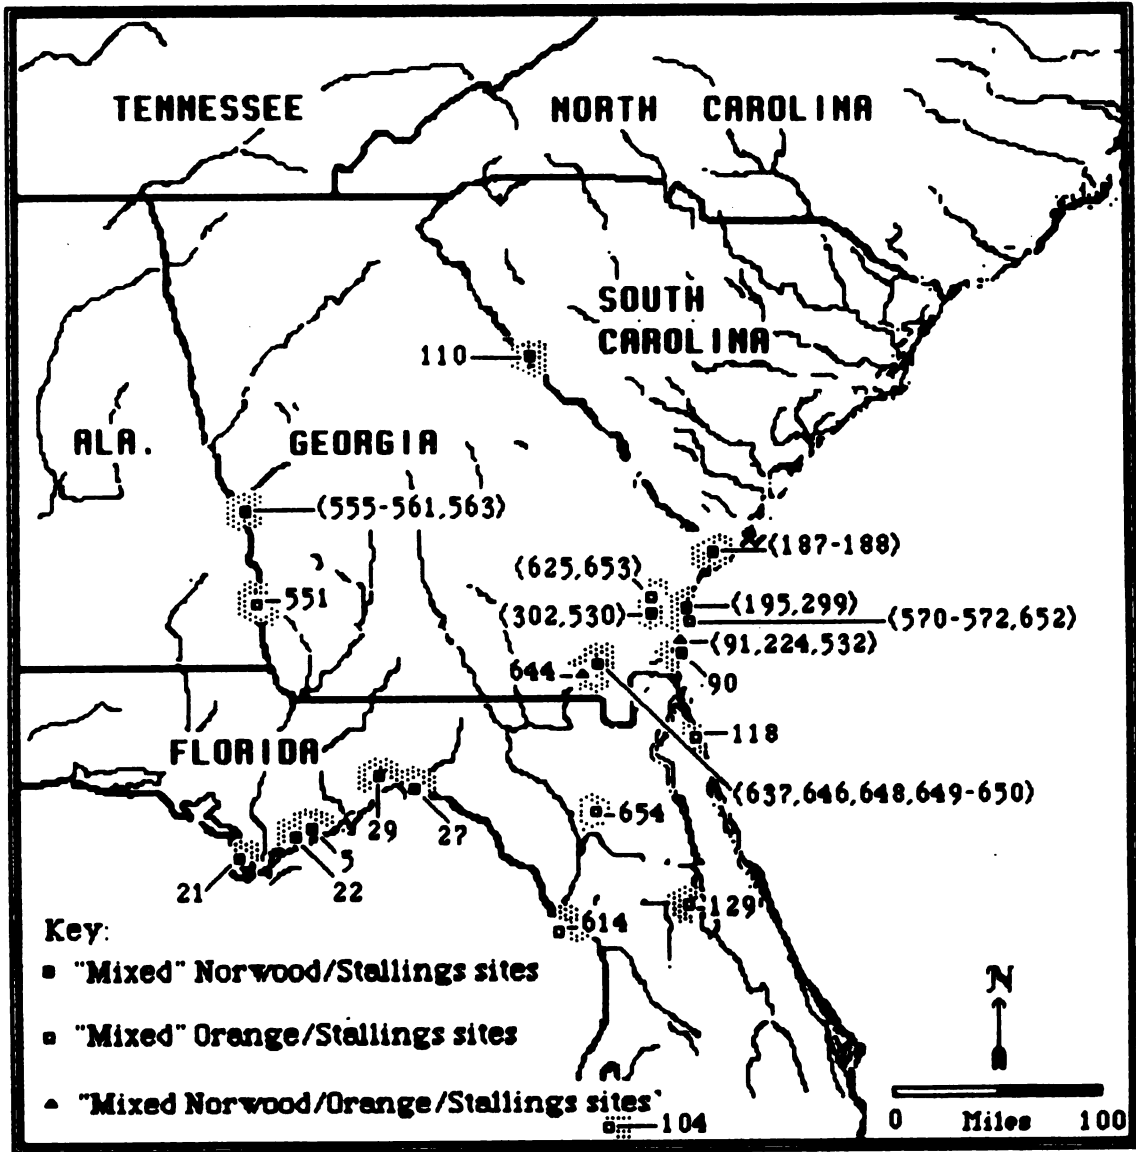 TENNESSEE
NORTH CAROLINA
SOUTH
CAROLINA
110
ALA.
GEORGIA
(555-561,563)
(187-188)
(625,653)
551
(302,530)
(195,299)
(570-572,652)
(91,224,532)
644
90
118
FLORIDA
(637,646,648,649-650)
654
29
27
5
21
22
129
614
Key:
"Mixed" Norwood/Stallings sites
"Mixed" Orange/Stallings sites
"Mixed Norwood/Orange/Stallings sites"
104
N
0 Miles 100